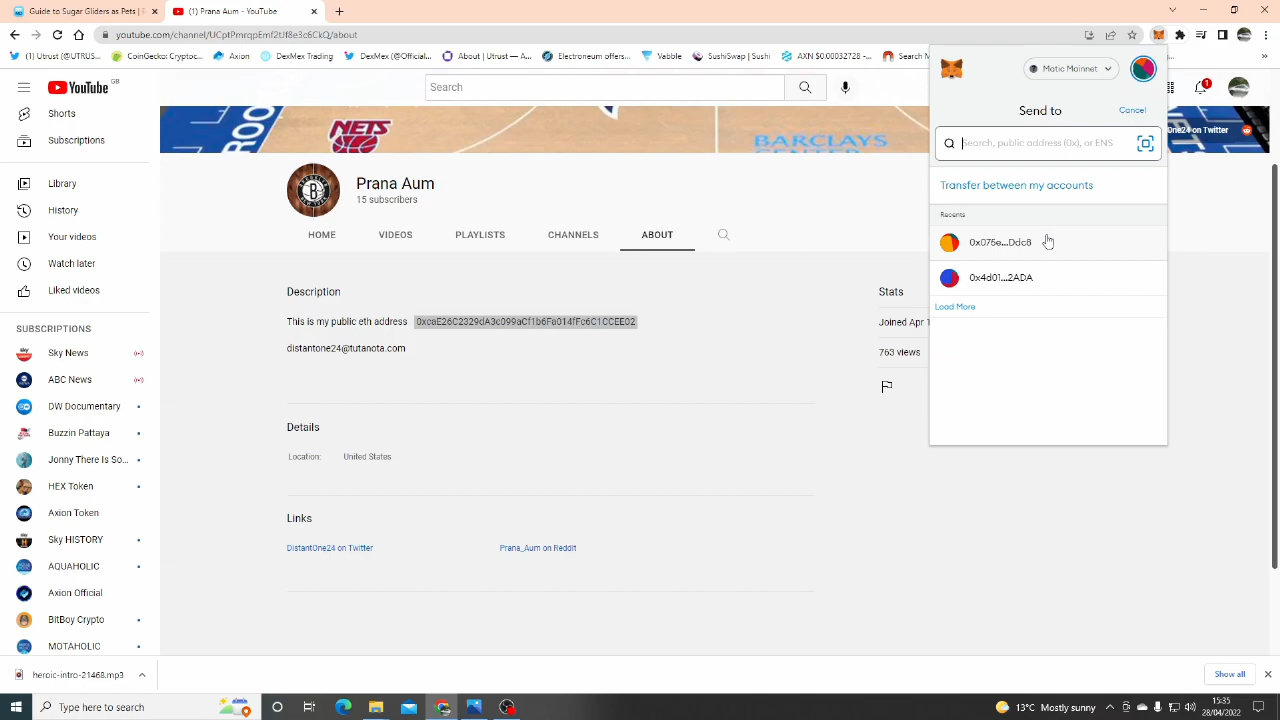 Guide to Sugar Gliders as Pets |
(1) Prana Aum - YouTube
youtube.com/channel/UCptPmrqpEmf2tJf8e3c6CkQ/about
(1) Utrust (@UTRUST)
CoinGecko: Cryptoc...
Axion
DexMex Trading
DexMex (@Official...
About | Utrust — A...
Electroneum offers...
Vabble
SushiSwap | Sushi
AXN $0.00032728 -...
Search
»
YouTube GB
Search
1
Matic Mainnet
Send to
Cancel
Search, public address (0x), or ENS
Transfer between my accounts
Recents
0x075e...Ddc8
0x4d01...2ADA
Load More
NETS
BARCLAYS
CENTER
One24 on Twitter
Shorts
Subscriptions
Library
History
Your videos
Watch later
Liked videos
SUBSCRIPTIONS
Sky News
ABC News
DW Documentary
Buzzin Pattaya
Jonny There Is So...
HEX Token
Axion Token
Sky HISTORY
AQUAHOLIC
Axion Official
BitBoy Crypto
MOTAHOLIC
Prana Aum
15 subscribers
HOME
VIDEOS
PLAYLISTS
CHANNELS
ABOUT
Description
This is my public eth address 0xcaE26C2329dA3c099aCf1b6Fa014fFc6C1CCEE02
distantone24@tutanota.com
Details
Location: United States
Links
DistantOne24 on Twitter
Prana_Aum on Reddit
Stats
Joined Apr 1
763 views
heroic-intro-21468.mp3
Show all
Type here to search
13°C Mostly sunny
15:35
28/04/2022